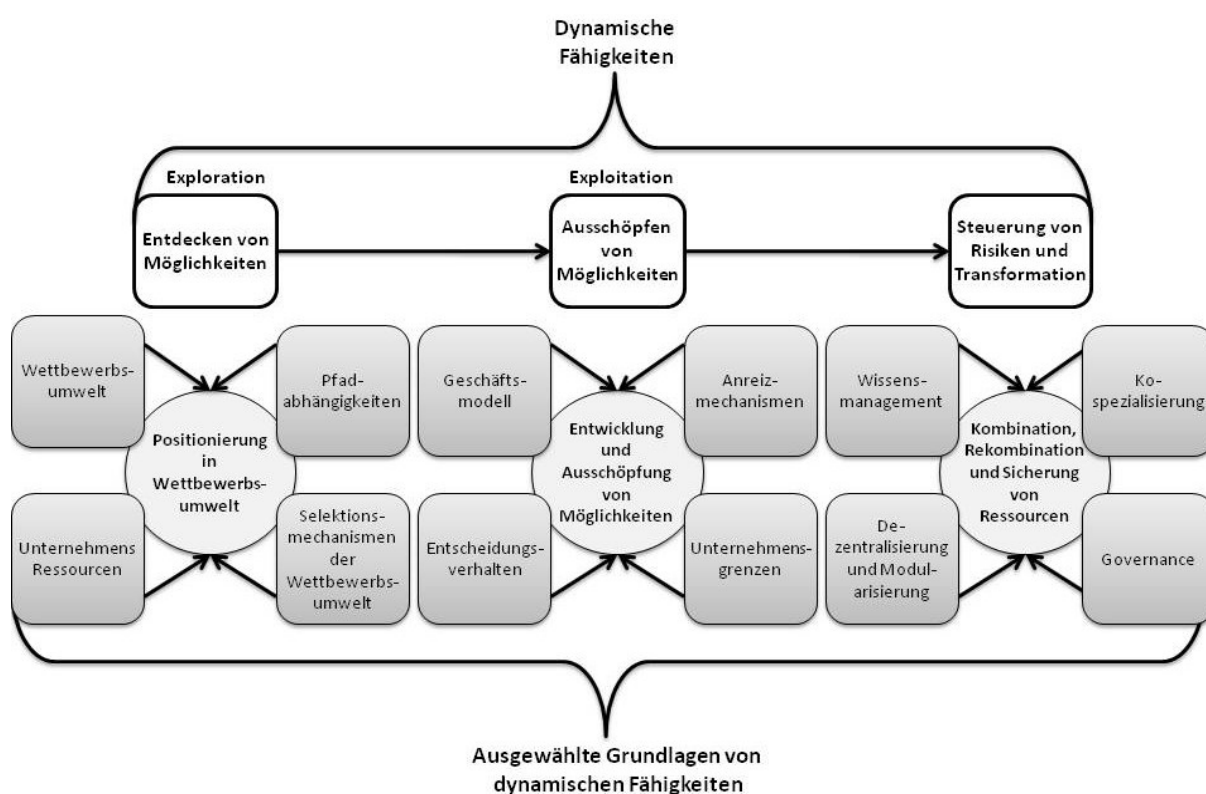 Dynamische
Fähigkeiten
Exploration
Exploitation
Entdecken von
Möglichkeiten
Ausschöpfen
von
Möglichkeiten
Steuerung von
Risiken und
Transformation
Wettbewerbs-
umwelt
Pfad-
abhängigkeiten
Positionierung
in
Wettbewerbs-
umwelt
Unternehmens
Ressourcen
Selektions-
mechanismen
der
Wettbewerbs-
umwelt
Geschäfts-
modell
Anreiz-
mechanismen
Entwicklung
und
Ausschöpfung
von
Möglichkeiten
Entscheidungs-
verhalten
Unternehmens-
grenzen
Wissens-
management
Ko-
spezialisierung
Kombination,
Rekombination
und Sicherung
von
Ressourcen
De-
zentralisierung
und Modul-
arisierung
Governance
Ausgewählte Grundlagen von
dynamischen Fähigkeiten